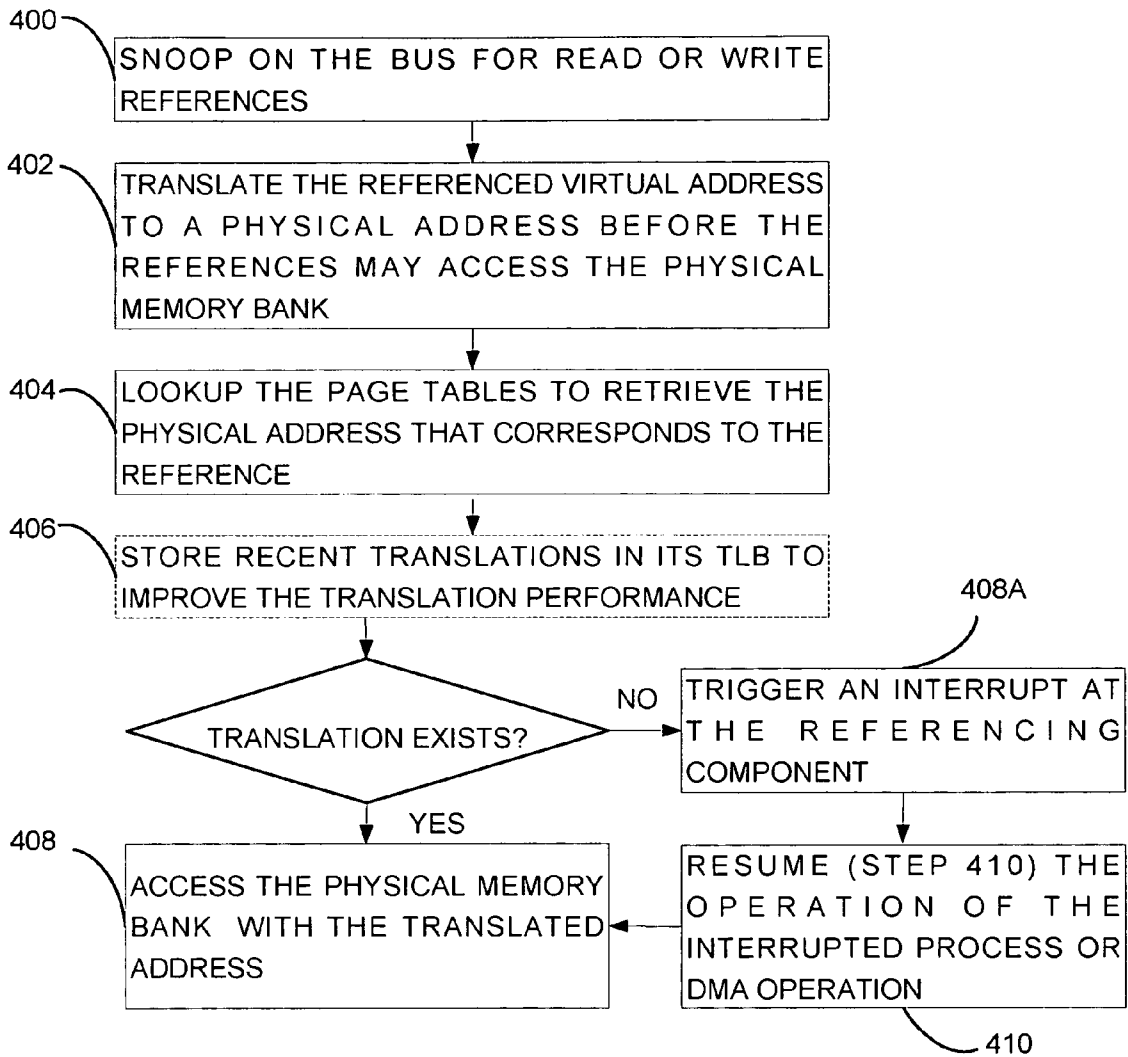 400
SNOOP ON THE BUS FOR READ OR WRITE
REFERENCES
402
TRANSLATE THE REFERENCED VIRTUAL ADDRESS
TO A PHYSICAL ADDRESS BEFORE THE
REFERENCES MAY ACCESS THE PHYSICAL
MEMORY BANK
404
LOOKUP THE PAGE TABLES TO RETRIEVE THE
PHYSICAL ADDRESS THAT CORRESPONDS TO THE
REFERENCE
406
STORE RECENT TRANSLATIONS IN ITS TLB TO
IMPROVE THE TRANSLATION PERFORMANCE
TRANSLATION EXISTS?
NO
408A
TRIGGER AN INTERRUPT AT
THE REFERENCING
COMPONENT
YES
408
ACCESS THE PHYSICAL MEMORY
BANK WITH THE TRANSLATED
ADDRESS
RESUME (STEP 410) THE
OPERATION OF THE
INTERRUPTED PROCESS OR
DMA OPERATION
410